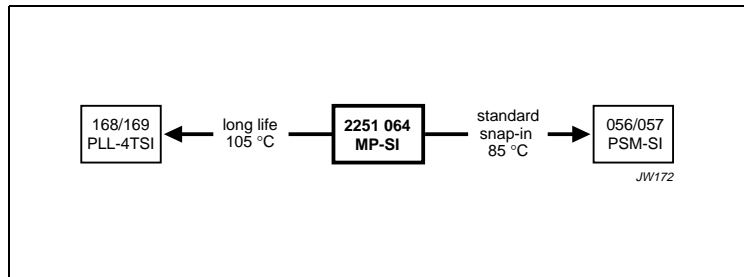 168/169
PLL-4TSI
long life
105 °C
2251 064
MP-SI
standard
snap-in
85 °C
056/057
PSM-SI
JW172